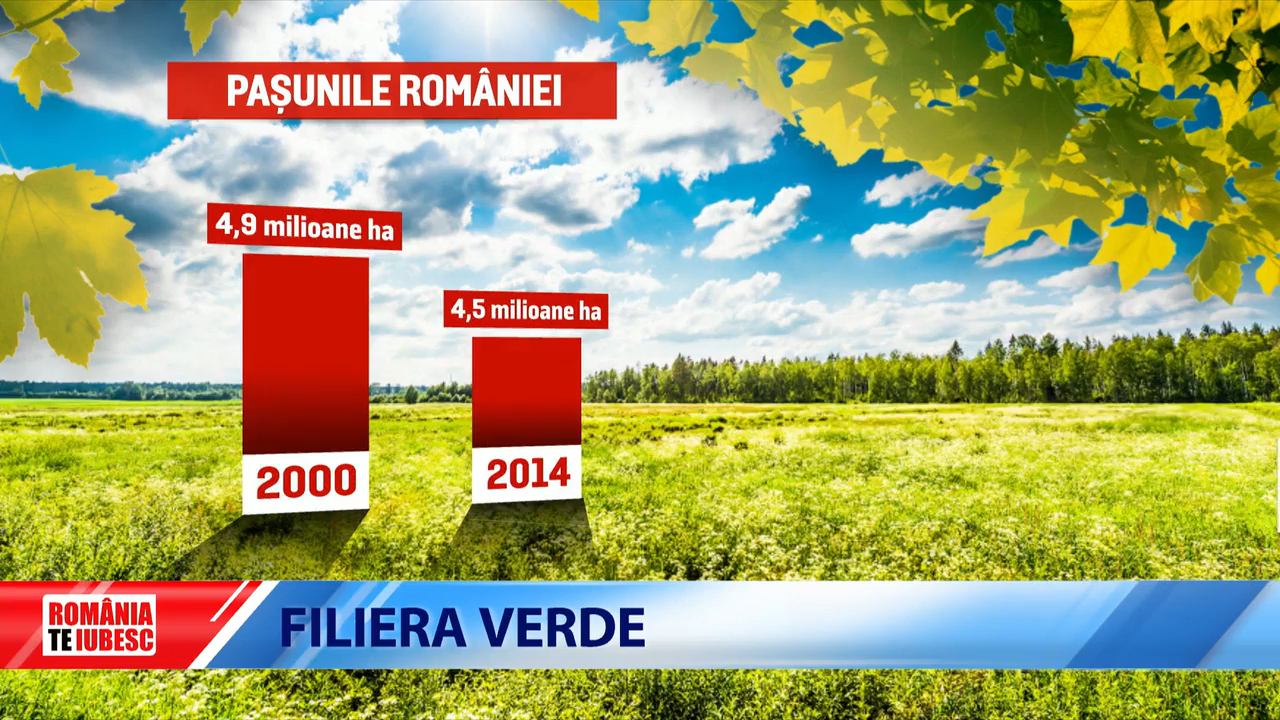 PAȘUNILE ROMÂNIEI
4,9 milioane ha
4,5 milioane ha
2000
2014
ROMÂNIA
TE IUBESC
FILIERA VERDE